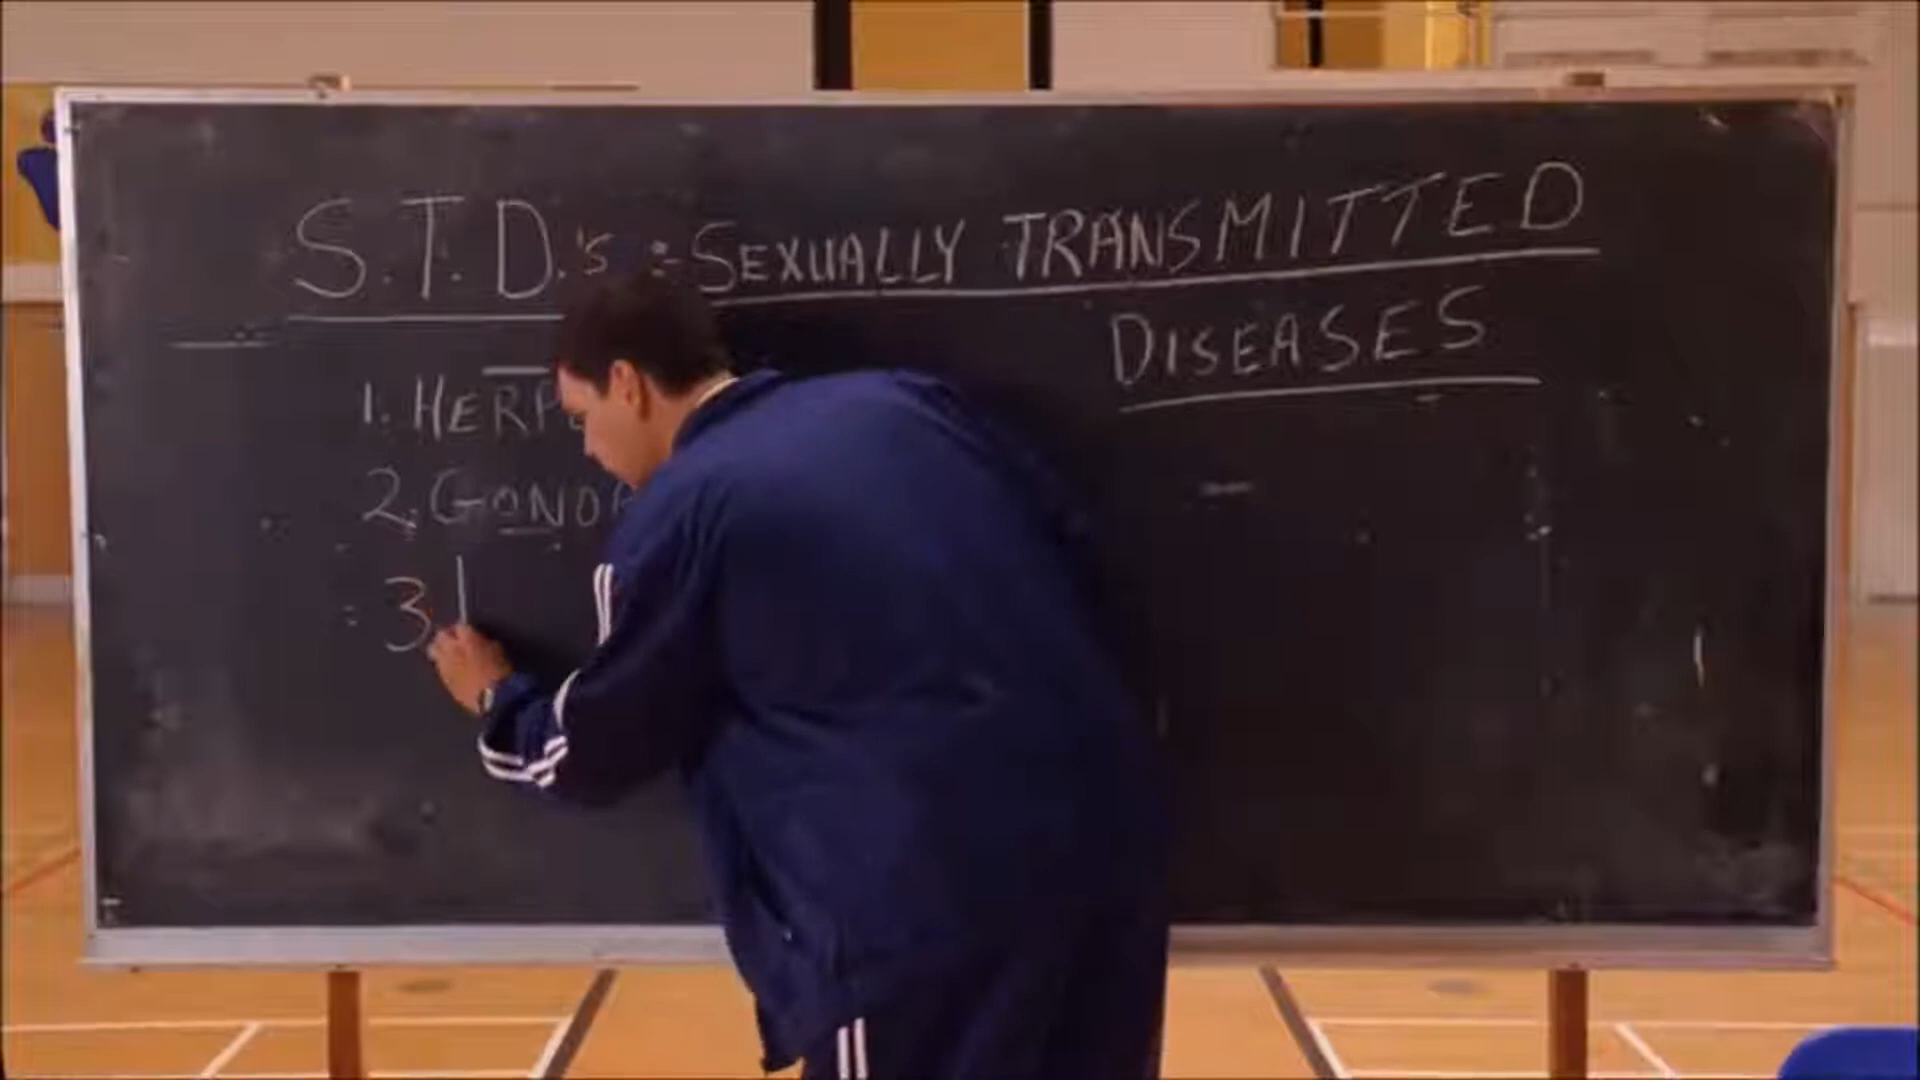 S.T.D.'s :- SEXUALLY TRANSMITTED
DISEASES
1. HERP
2. GONO
3.